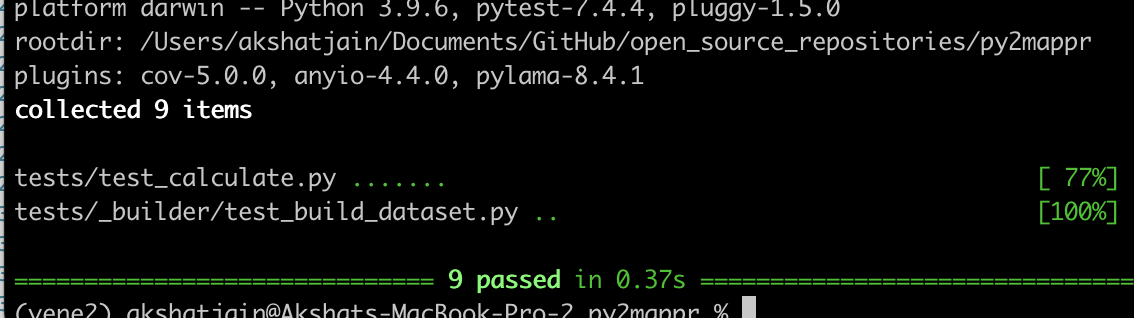 platform darwin -- Python 3.9.6, pytest-7.4.4, pluggy-1.5.0
rootdir: /Users/akshatjain/Documents/GitHub/open_source_repositories/py2mappr
plugins: cov-5.0.0, anyio-4.4.0, pylama-8.4.1
collected 9 items
tests/test_calculate.py ....... [ 77%]
tests/_builder/test_build_dataset.py .. [100%]
============================== 9 passed in 0.37s ===============================
(vene2) akshatjain@Akshats-MacBook-Pro-2 py2mappr %